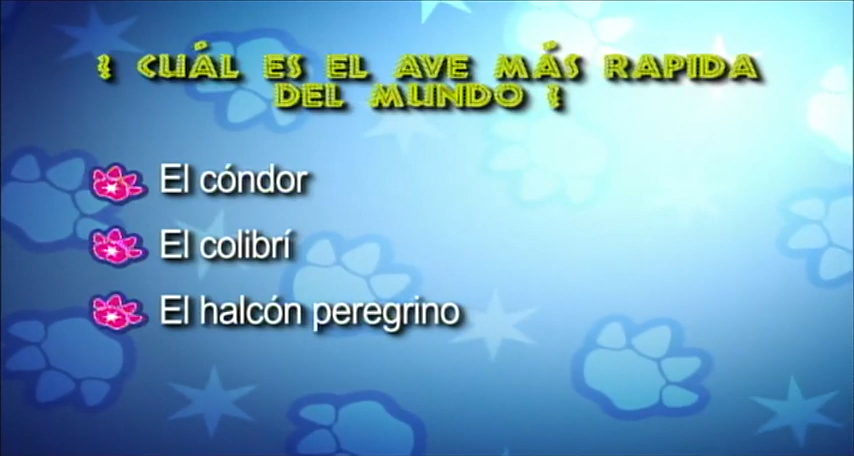 ¿ CUÁL ES EL AVE MÁS RAPIDA
DEL MUNDO ?
El cóndor
El colibrí
El halcón peregrino